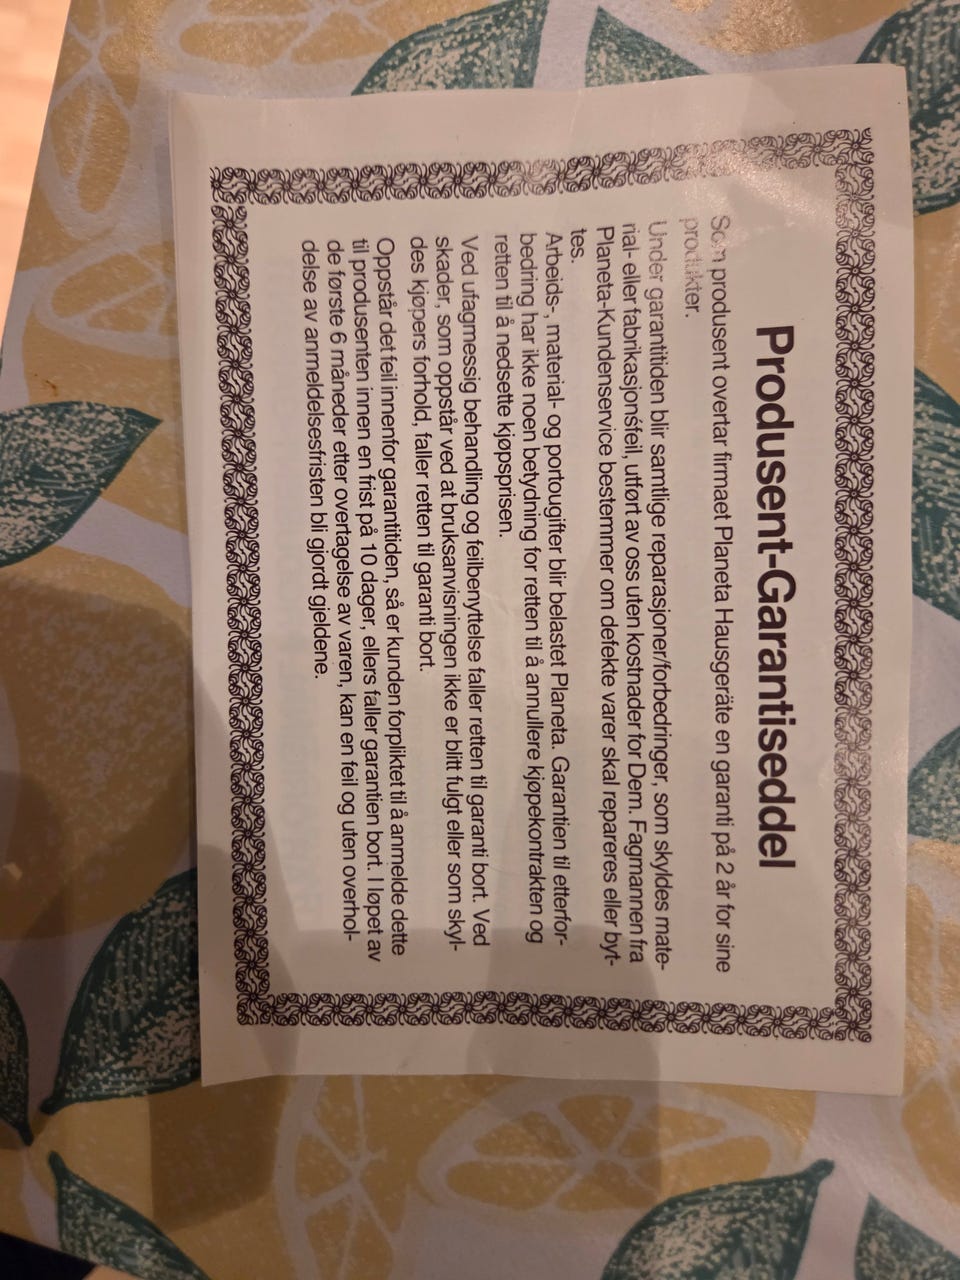 Produsent-Garantiseddel
Som produsent overtar firmaet Planeta Hausgeräte en garanti på 2 år for sine
produkter.
Under garantitiden blir samtlige reparasjoner/forbedringer, som skyldes mate-
rial- eller fabrikasjonsfeil, utført av oss uten kostnader for Dem. Fagmannen fra
Planeta-Kundenservice bestemmer om defekte varer skal repareres eller byt-
tes.
Arbeids-, material- og portougifter blir belastet Planeta. Garantien til etterfor-
bedring har ikke noen betydning for retten til å annullere kjøpekontrakten og
retten til å nedsette kjøpsprisen.
Ved ufagmessig behandling og feilbenyttelse faller retten til garanti bort. Ved
skader, som oppstår ved at bruksanvisningen ikke er blitt fulgt eller som skyl-
des kjøpers forhold, faller retten til garanti bort.
Oppstår det feil innenfor garantitiden, så er kunden forpliktet til å anmelde dette
til produsenten innen en frist på 10 dager, ellers faller garantien bort. I løpet av
de første 6 måneder etter overtagelse av varen, kan en feil og uten overhol-
delse av anmeldelsesfristen bli gjordt gjeldene.